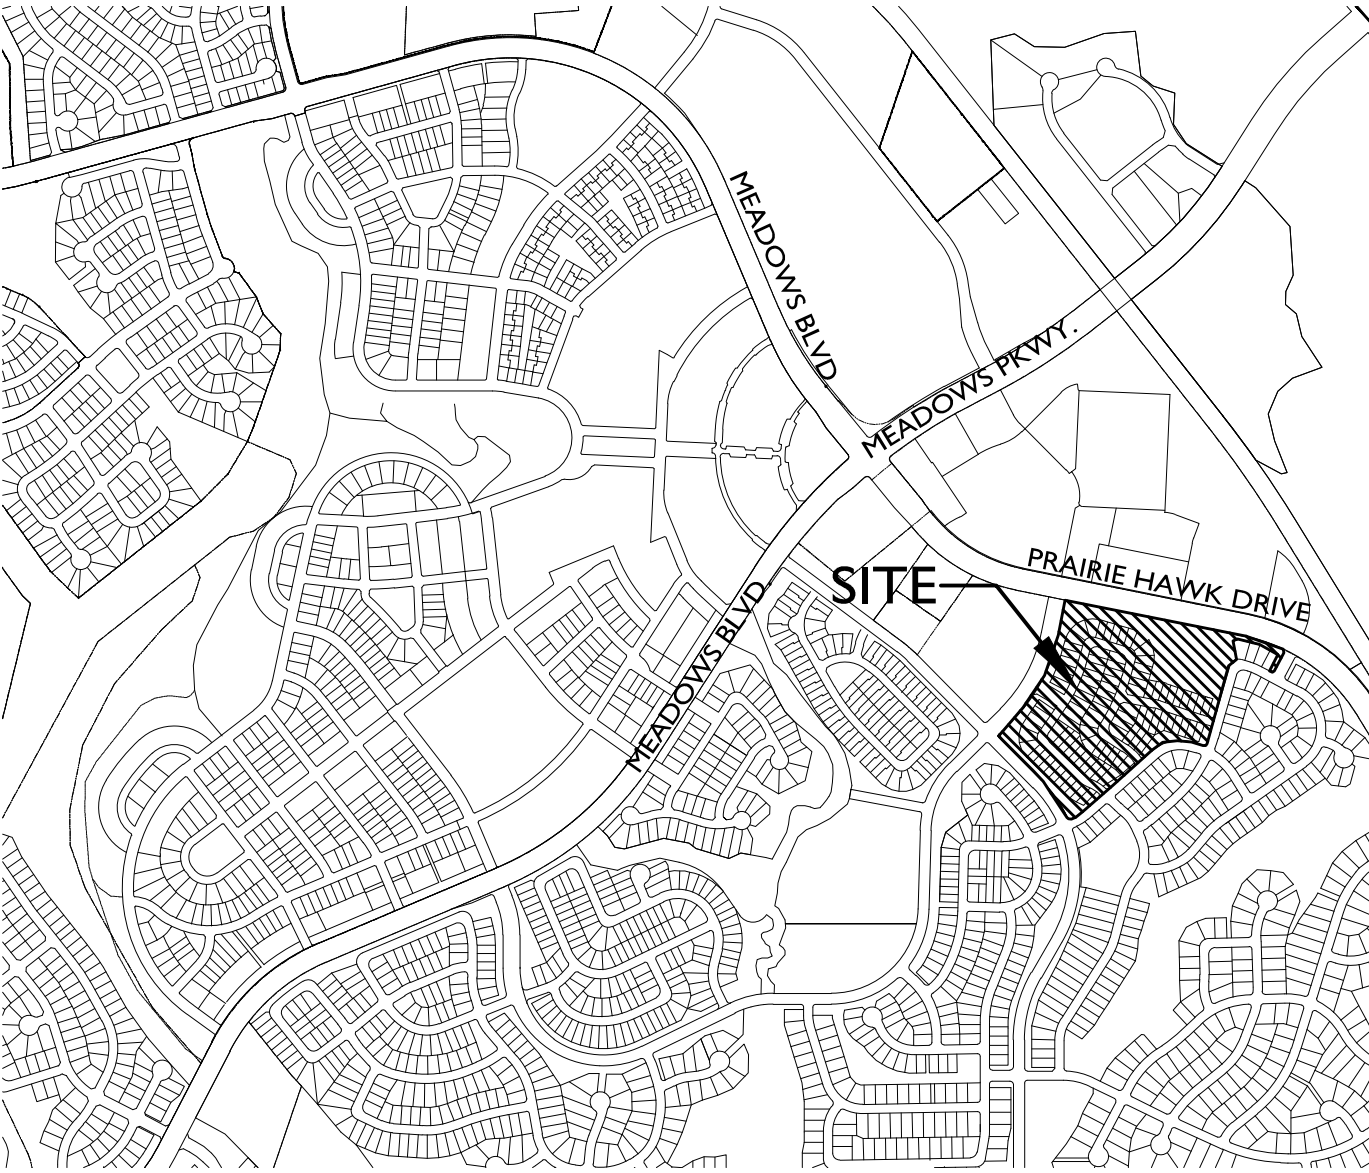 MEADOWS BLVD
MEADOWS PKWY.
PRAIRIE HAWK DRIVE
SITE
MEADOWS BLVD.